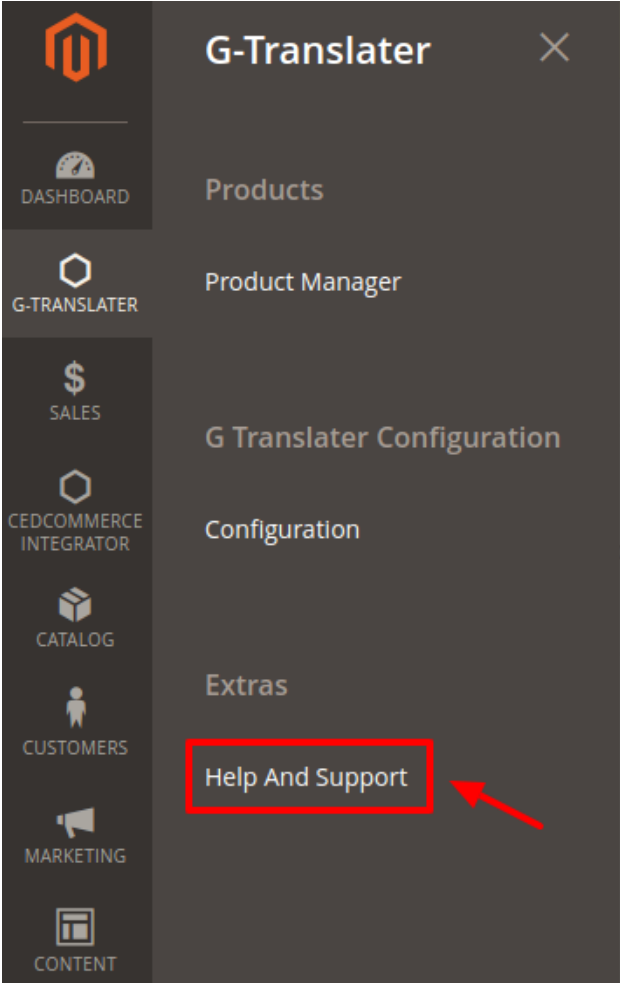 DASHBOARD
G-TRANSLATER
SALES
CEDCOMMERCE
INTEGRATOR
CATALOG
CUSTOMERS
MARKETING
CONTENT
G-Translater
Products
Product Manager
G Translater Configuration
Configuration
Extras
Help And Support